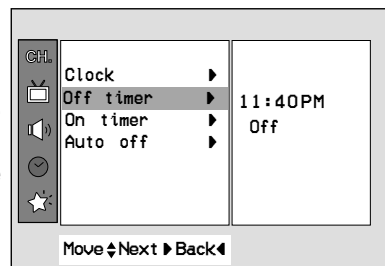 CH.
Clock ▶
Off timer ▶
On timer ▶
Auto off ▶
11:40PM
Off
Move ▲▼ Next ▶ Back ◀